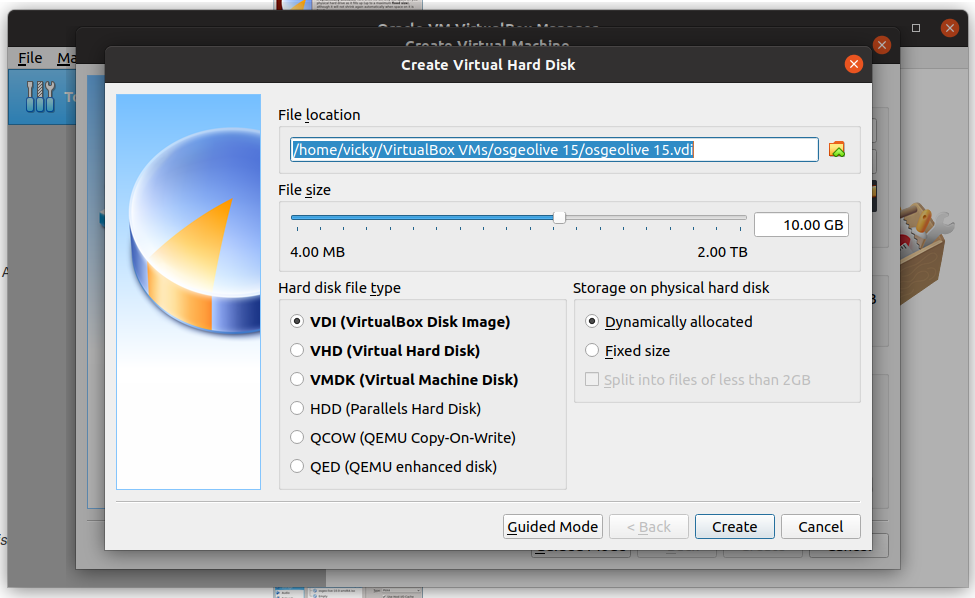 Create Virtual Machine
File Ma
To
Create Virtual Hard Disk
File location
/home/vicky/VirtualBox VMs/osgeolive 15/osgeolive 15.vdi
File size
10.00 GB
4.00 MB 2.00 TB
Hard disk file type
VDI (VirtualBox Disk Image)
VHD (Virtual Hard Disk)
VMDK (Virtual Machine Disk)
HDD (Parallels Hard Disk)
QCOW (QEMU Copy-On-Write)
QED (QEMU enhanced disk)
Storage on physical hard disk
Dynamically allocated
Fixed size
Split into files of less than 2GB
Guided Mode < Back Create Cancel